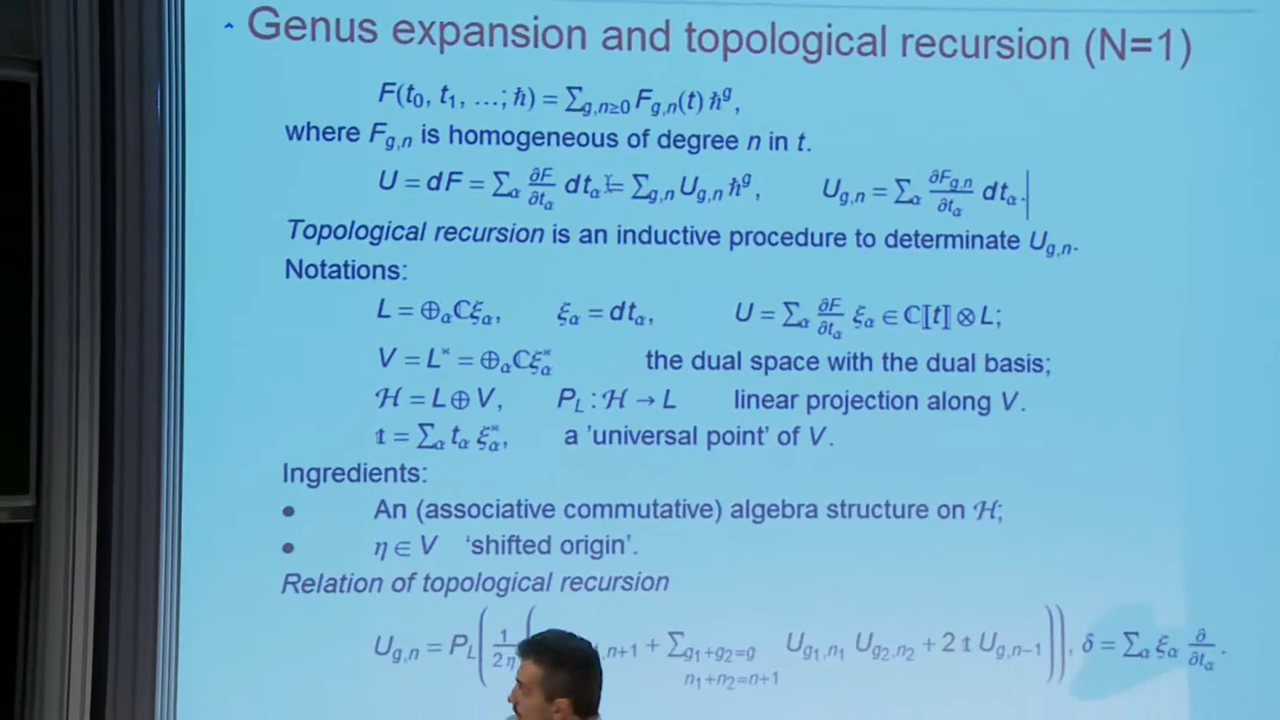 Genus expansion and topological recursion (N=1)
F(t₀, t₁, …; ħ) = ∑_{g,n≥0} F_{g,n}(t) ħ^g,
where F_{g,n} is homogeneous of degree n in t.
U = dF = ∑_α ∂F/∂t_α dt_α = ∑_{g,n} U_{g,n} ħ^g, U_{g,n} = ∑_α ∂F_{g,n}/∂t_α dt_α.
Topological recursion is an inductive procedure to determinate U_{g,n}.
Notations:
L = ⊕_α ℂξ_α, ξ_α = dt_α, U = ∑_α ∂F/∂t_α ξ_α ∈ ℂ⟦t⟧ ⊗ L;
V = L* = ⊕_α ℂξ*_α the dual space with the dual basis;
ℋ = L ⊕ V, P_L : ℋ → L linear projection along V.
𝕥 = ∑_α t_α ξ*_α, a 'universal point' of V.
Ingredients:
• An (associative commutative) algebra structure on ℋ;
• η ∈ V 'shifted origin'.
Relation of topological recursion
U_{g,n} = P_L( 1/2η ( ,n+1 + ∑_{g₁+g₂=g, n₁+n₂=n+1} U_{g₁,n₁} U_{g₂,n₂} + 2 𝕥 U_{g,n−1} )), δ = ∑_α ξ_α ∂/∂t_α.